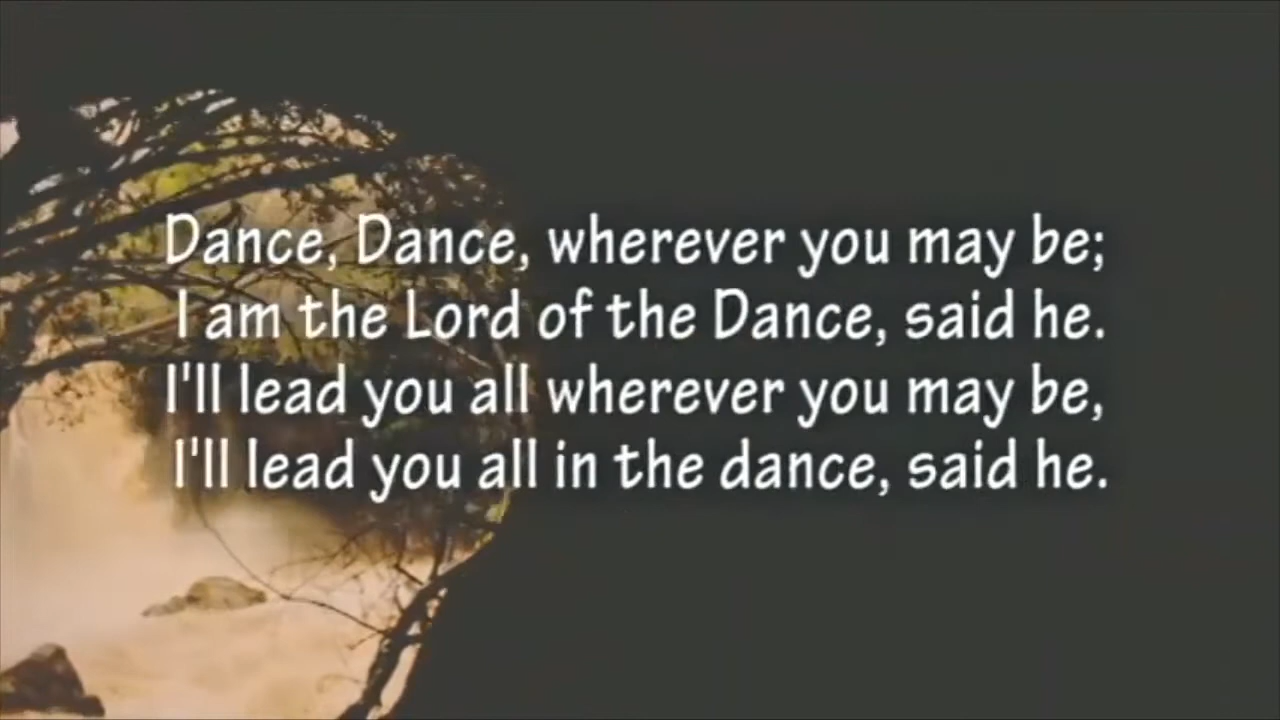 Dance, Dance, wherever you may be;
I am the Lord of the Dance, said he.
I'll lead you all wherever you may be,
I'll lead you all in the dance, said he.